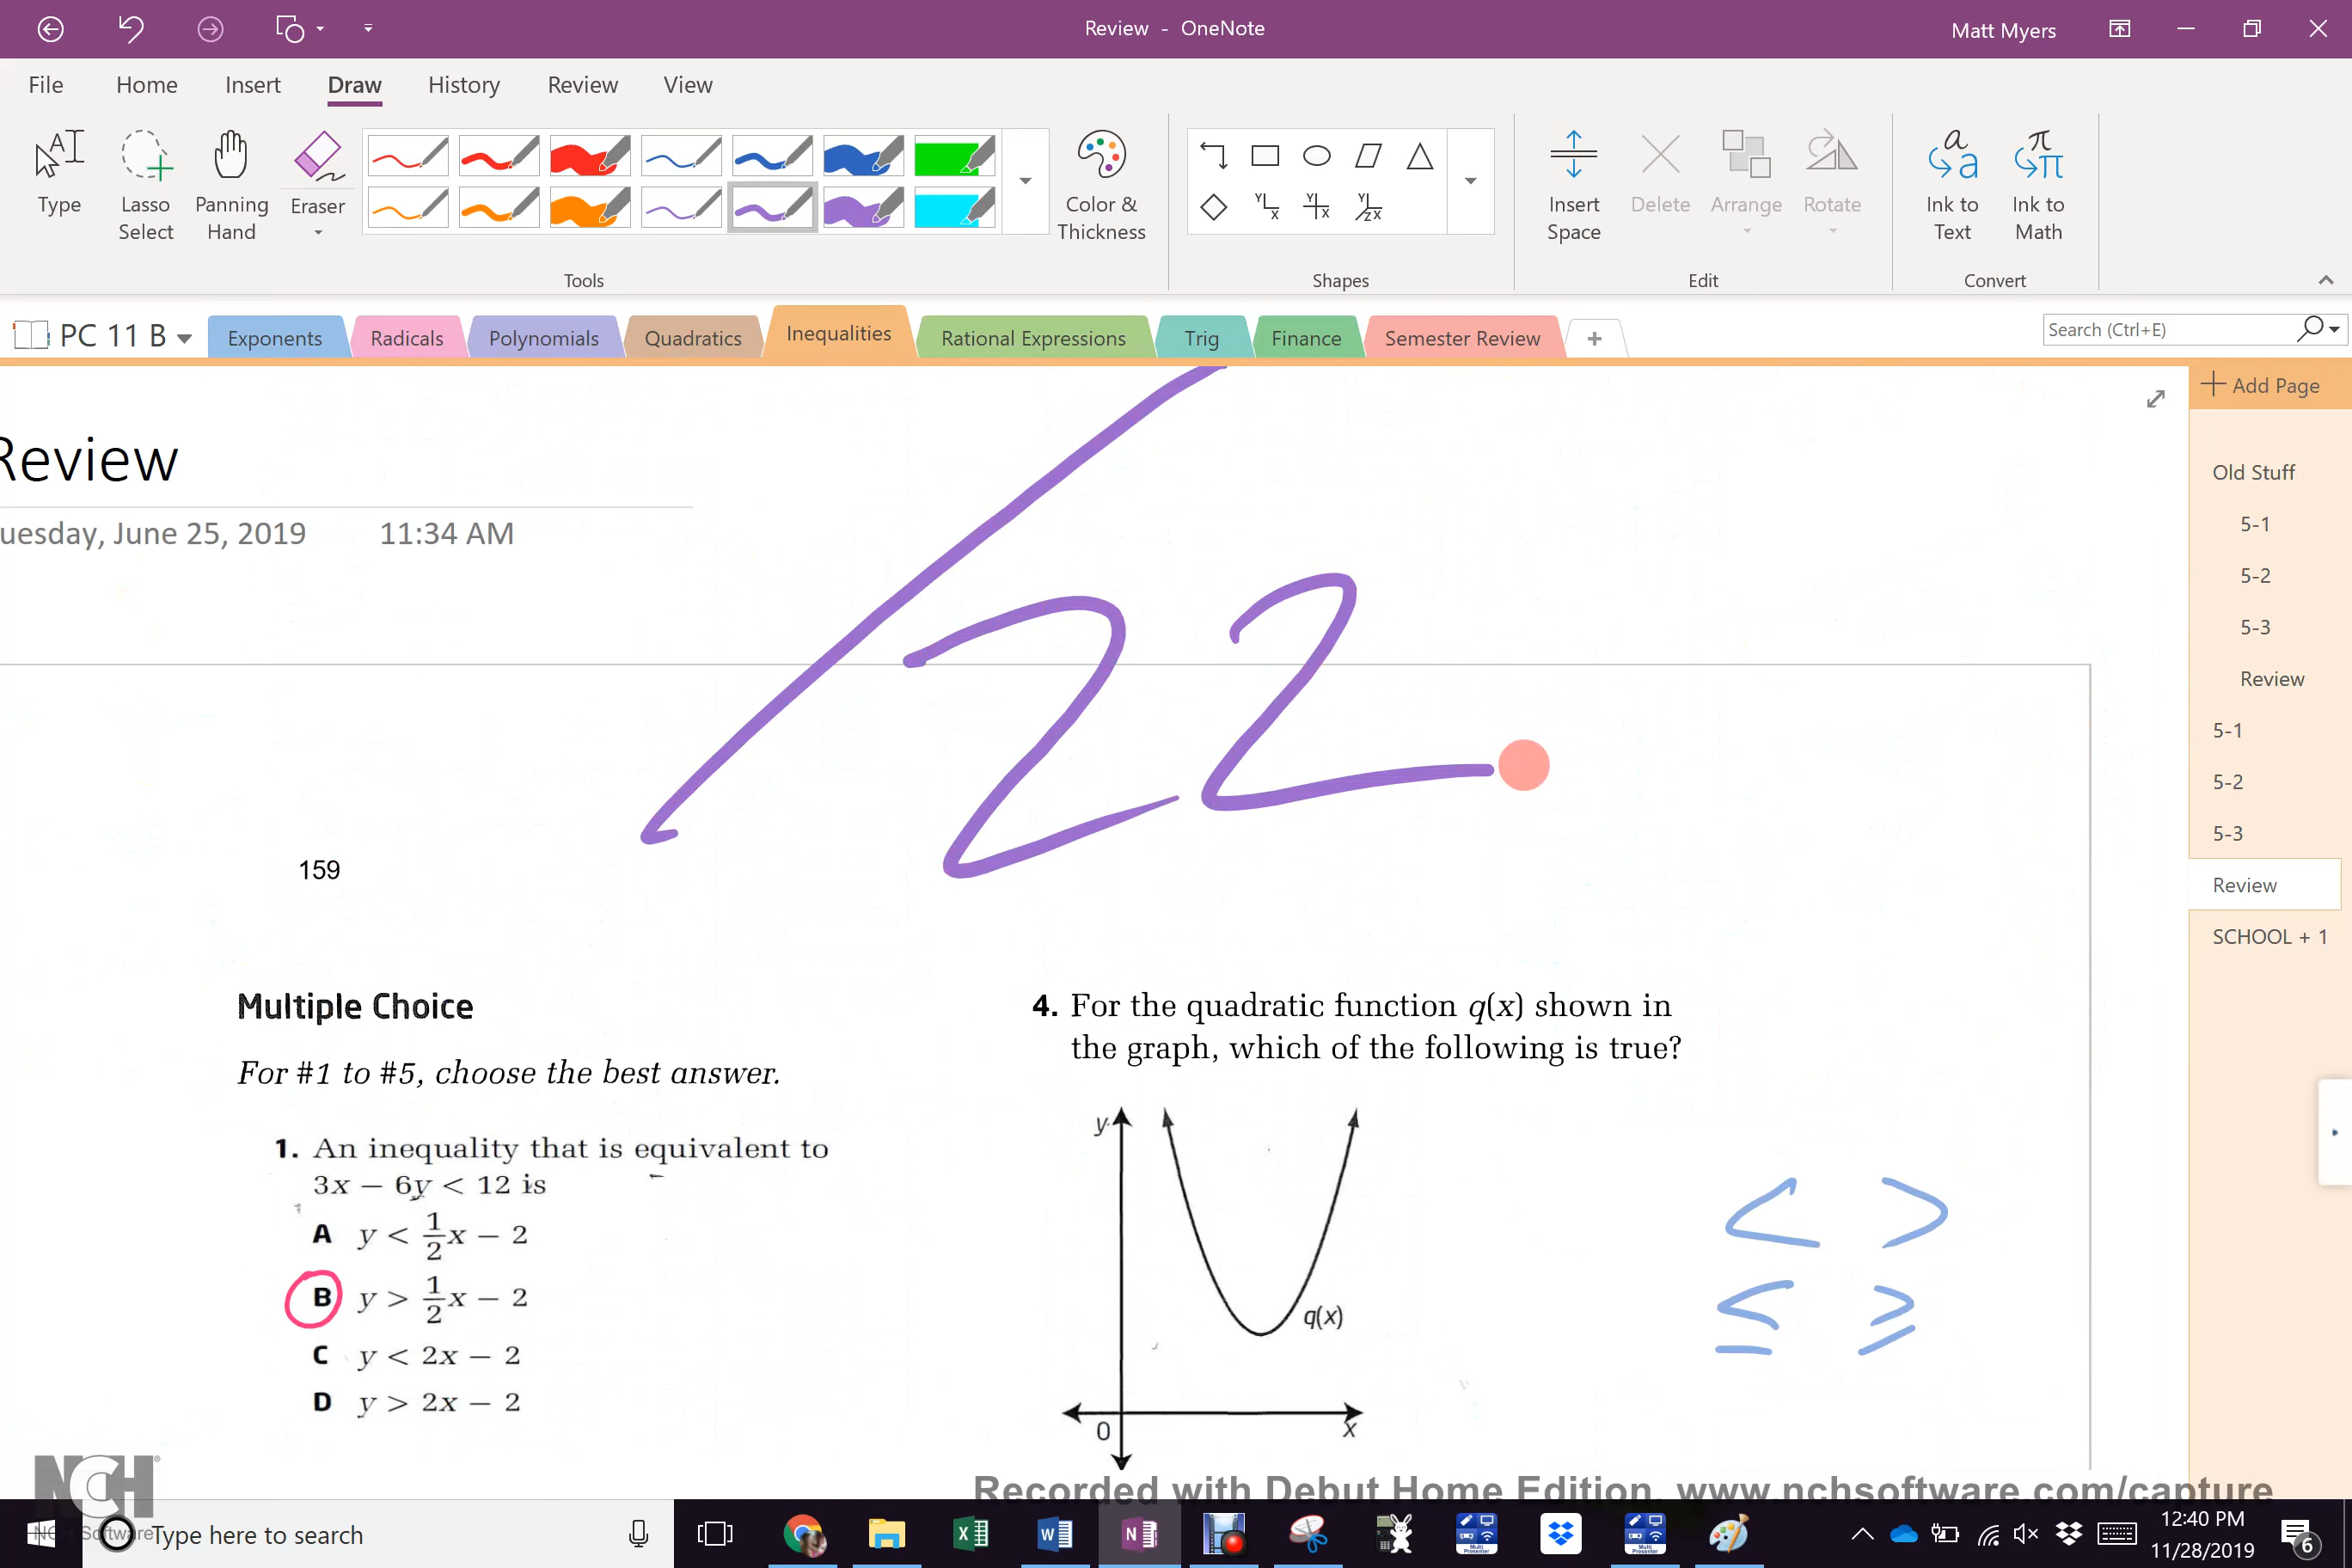 Review - OneNote
Matt Myers
File Home Insert Draw History Review View
Type
Lasso Select
Panning Hand
Eraser
Color & Thickness
Insert Space
Delete
Arrange
Rotate
a
a
Ink to Text
π
π
Ink to Math
Tools
Shapes
Edit
Convert
PC 11 B
Exponents Radicals Polynomials Quadratics Inequalities Rational Expressions Trig Finance Semester Review +
Search (Ctrl+E)
Add Page
Old Stuff
5-1
5-2
5-3
Review
5-1
5-2
5-3
Review
SCHOOL + 1
Review
uesday, June 25, 2019 11:34 AM
/22
159
Multiple Choice
For #1 to #5, choose the best answer.
1. An inequality that is equivalent to
3x − 6y < 12 is
A y < 1/2 x − 2
B y > 1/2 x − 2
C y < 2x − 2
D y > 2x − 2
4. For the quadratic function q(x) shown in
the graph, which of the following is true?
y
q(x)
0
x
< >
≤ ≥
NCH
NCH Software
Recorded with Debut Home Edition. www.nchsoftware.com/capture
Type here to search
12:40 PM
11/28/2019
6